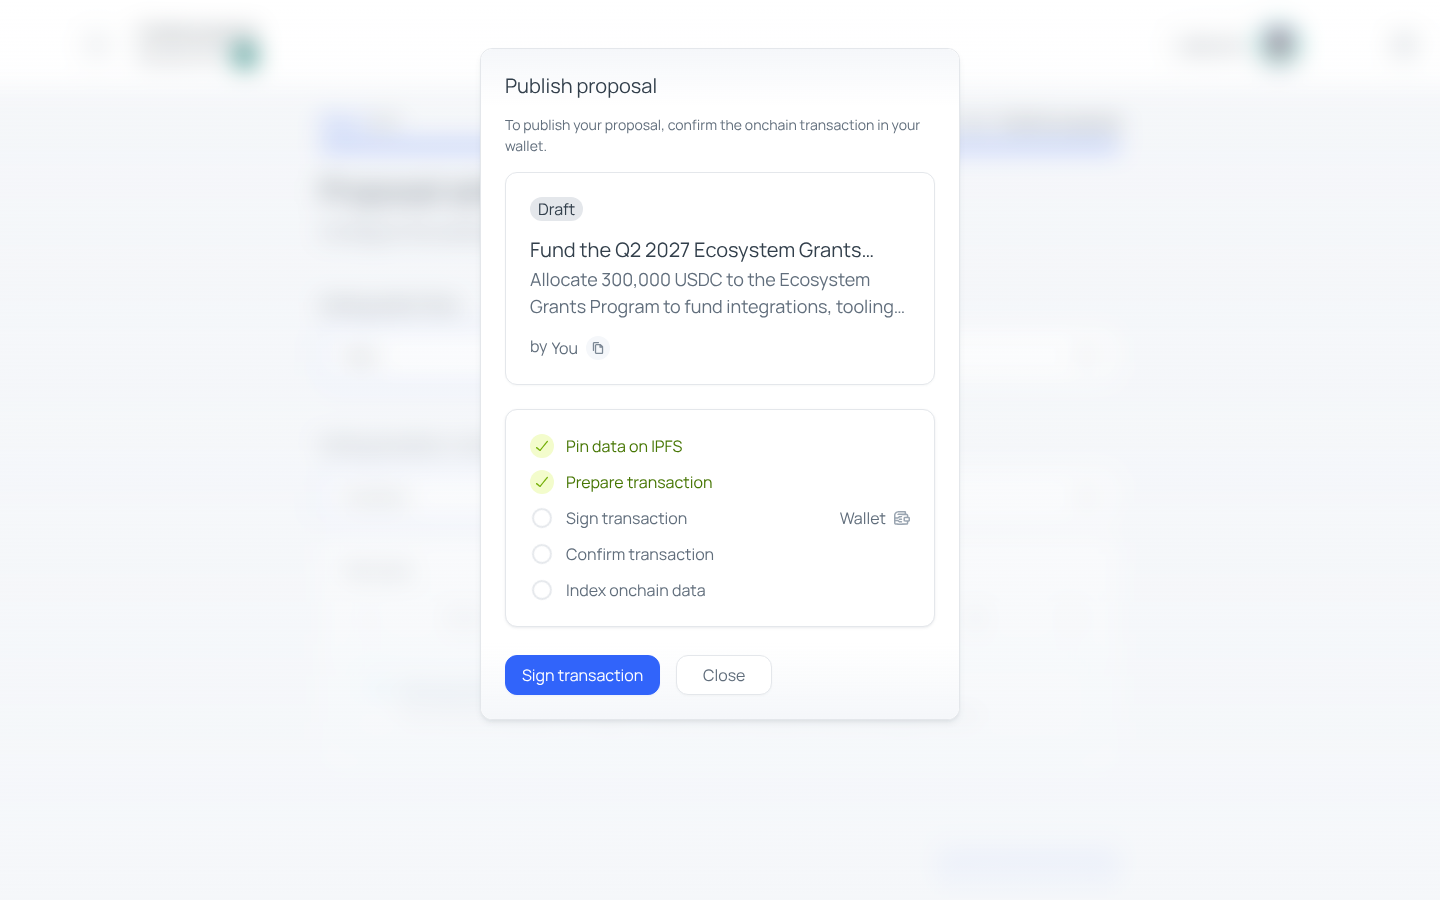 Publish proposal
To publish your proposal, confirm the onchain transaction in your
wallet.
Draft
Fund the Q2 2027 Ecosystem Grants...
Allocate 300,000 USDC to the Ecosystem
Grants Program to fund integrations, tooling...
by You
Pin data on IPFS
Prepare transaction
Sign transaction Wallet
Confirm transaction
Index onchain data
Sign transaction Close